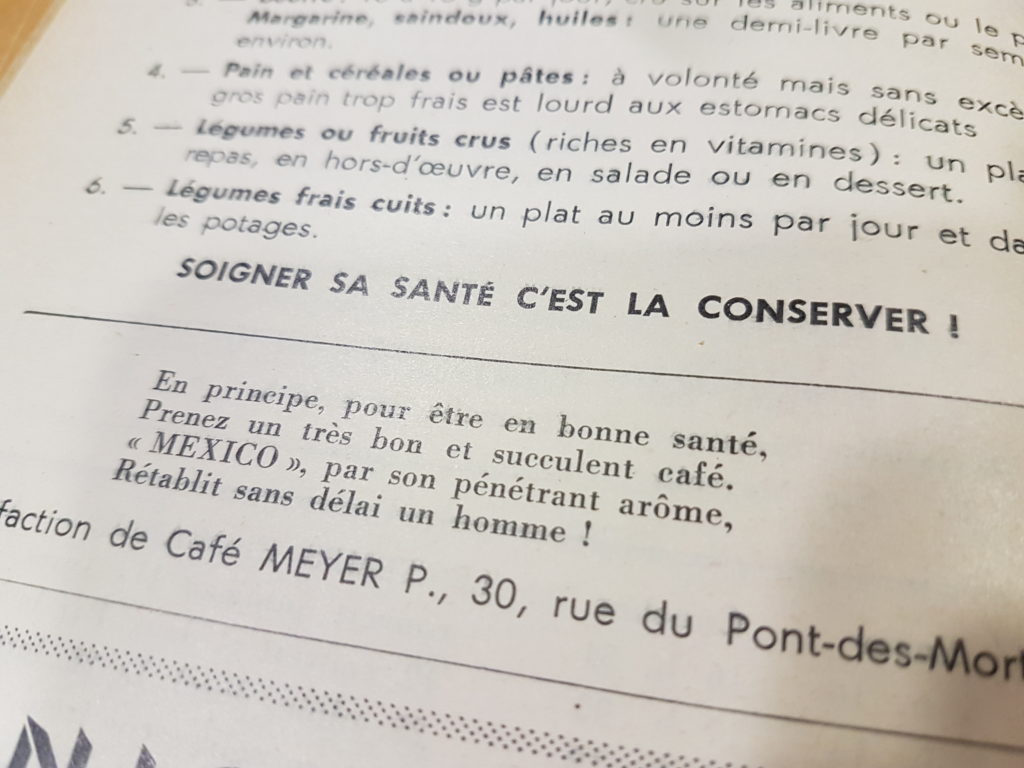 les aliments ou le
Margarine, saindoux, huiles : une demi-livre par
environ.
4. — Pain et céréales ou pâtes : à volonté mais sans
gros pain trop frais est lourd aux estomacs délicats
5. — Légumes ou fruits crus (riches en vitamines) : un
repas, en hors-d'œuvre, en salade ou en dessert.
6. — Légumes frais cuits : un plat au moins par jour et
les potages.
SOIGNER SA SANTÉ C'EST LA CONSERVER !
En principe, pour être en bonne santé,
Prenez un très bon et succulent café.
« MEXICO », par son pénétrant arôme,
Rétablit sans délai un homme !
faction de Café MEYER P., 30, rue du Pont-des-Mor